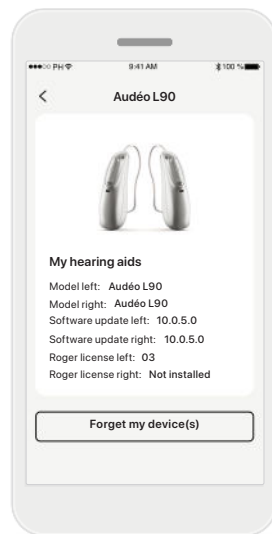 ●●●○○ PH 9:41 AM 100 %
Audéo L90
My hearing aids
Model left: Audéo L90
Model right: Audéo L90
Software update left: 10.0.5.0
Software update right: 10.0.5.0
Roger license left: 03
Roger license right: Not installed
Forget my device(s)